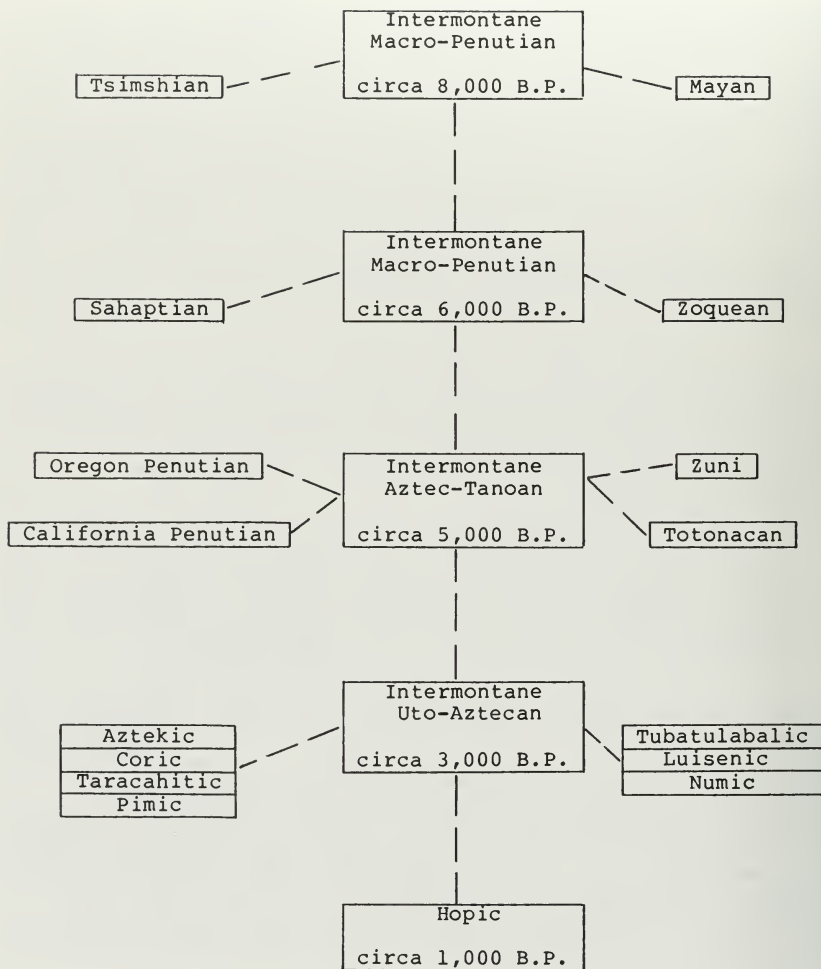 Intermontane
Macro-Penutian
circa 8,000 B.P.
Tsimshian
Mayan
Intermontane
Macro-Penutian
circa 6,000 B.P.
Sahaptian
Zoquean
Oregon Penutian
California Penutian
Intermontane
Aztec-Tanoan
circa 5,000 B.P.
Zuni
Totonacan
Intermontane
Uto-Aztecan
circa 3,000 B.P.
Aztekic
Coric
Taracahitic
Pimic
Tubatulabalic
Luisenic
Numic
Hopic
circa 1,000 B.P.